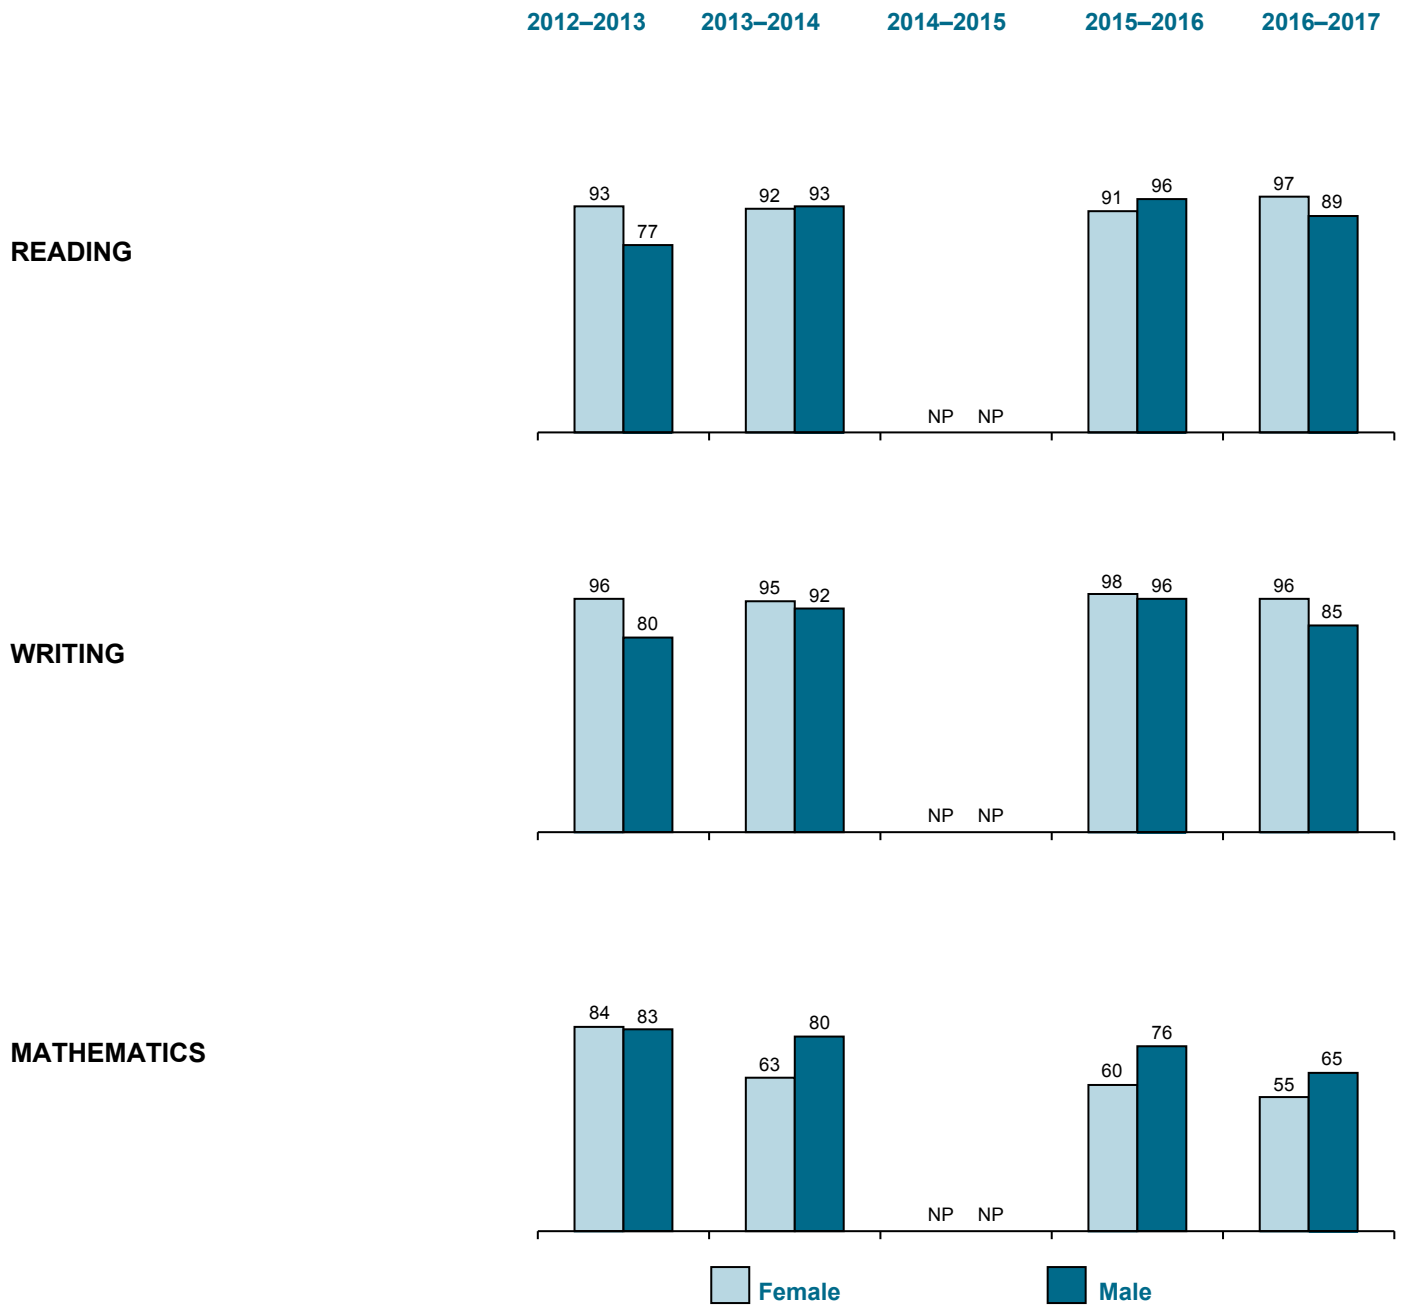 2012–2013 2013–2014 2014–2015 2015–2016 2016–2017
READING
93 77 92 93 NP NP 91 96 97 89
WRITING
96 80 95 92 NP NP 98 96 96 85
MATHEMATICS
84 83 63 80 NP NP 60 76 55 65
Female Male